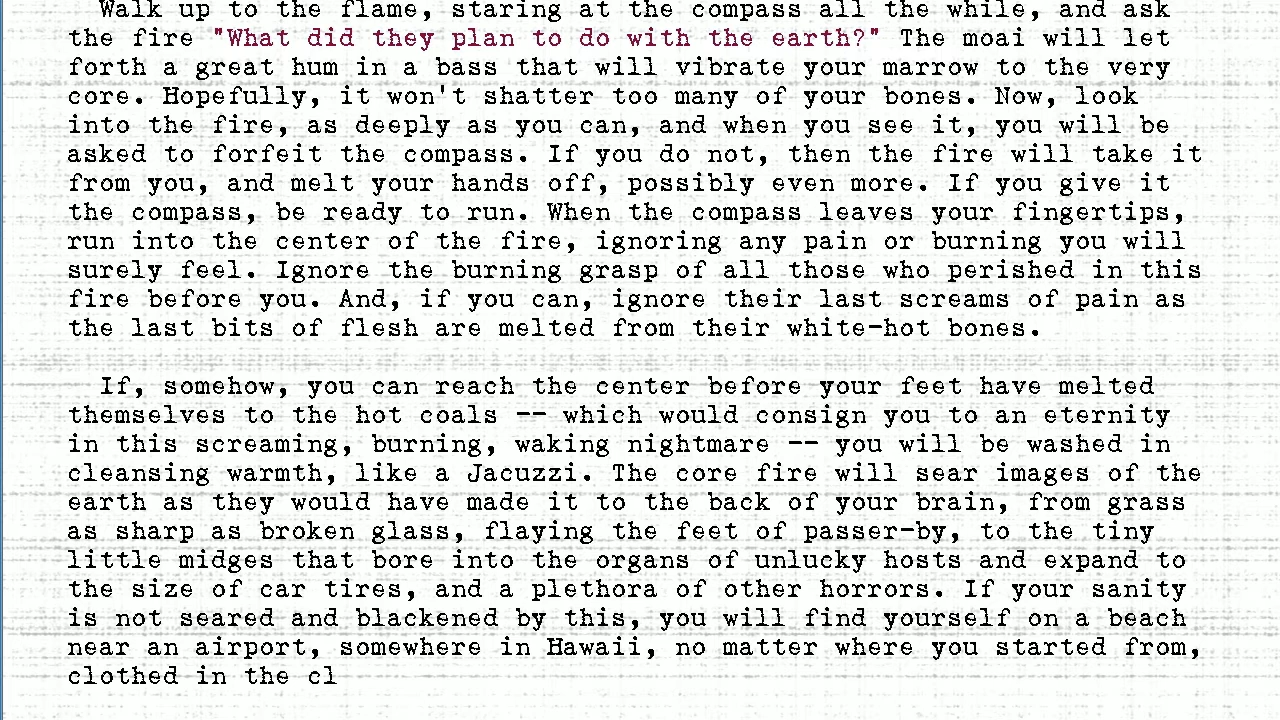 Walk up to the flame, staring at the compass all the while, and ask
the fire "What did they plan to do with the earth?" The moai will let
forth a great hum in a bass that will vibrate your marrow to the very
core. Hopefully, it won't shatter too many of your bones. Now, look
into the fire, as deeply as you can, and when you see it, you will be
asked to forfeit the compass. If you do not, then the fire will take it
from you, and melt your hands off, possibly even more. If you give it
the compass, be ready to run. When the compass leaves your fingertips,
run into the center of the fire, ignoring any pain or burning you will
surely feel. Ignore the burning grasp of all those who perished in this
fire before you. And, if you can, ignore their last screams of pain as
the last bits of flesh are melted from their white-hot bones.
If, somehow, you can reach the center before your feet have melted
themselves to the hot coals -- which would consign you to an eternity
in this screaming, burning, waking nightmare -- you will be washed in
cleansing warmth, like a Jacuzzi. The core fire will sear images of the
earth as they would have made it to the back of your brain, from grass
as sharp as broken glass, flaying the feet of passer-by, to the tiny
little midges that bore into the organs of unlucky hosts and expand to
the size of car tires, and a plethora of other horrors. If your sanity
is not seared and blackened by this, you will find yourself on a beach
near an airport, somewhere in Hawaii, no matter where you started from,
clothed in the cl